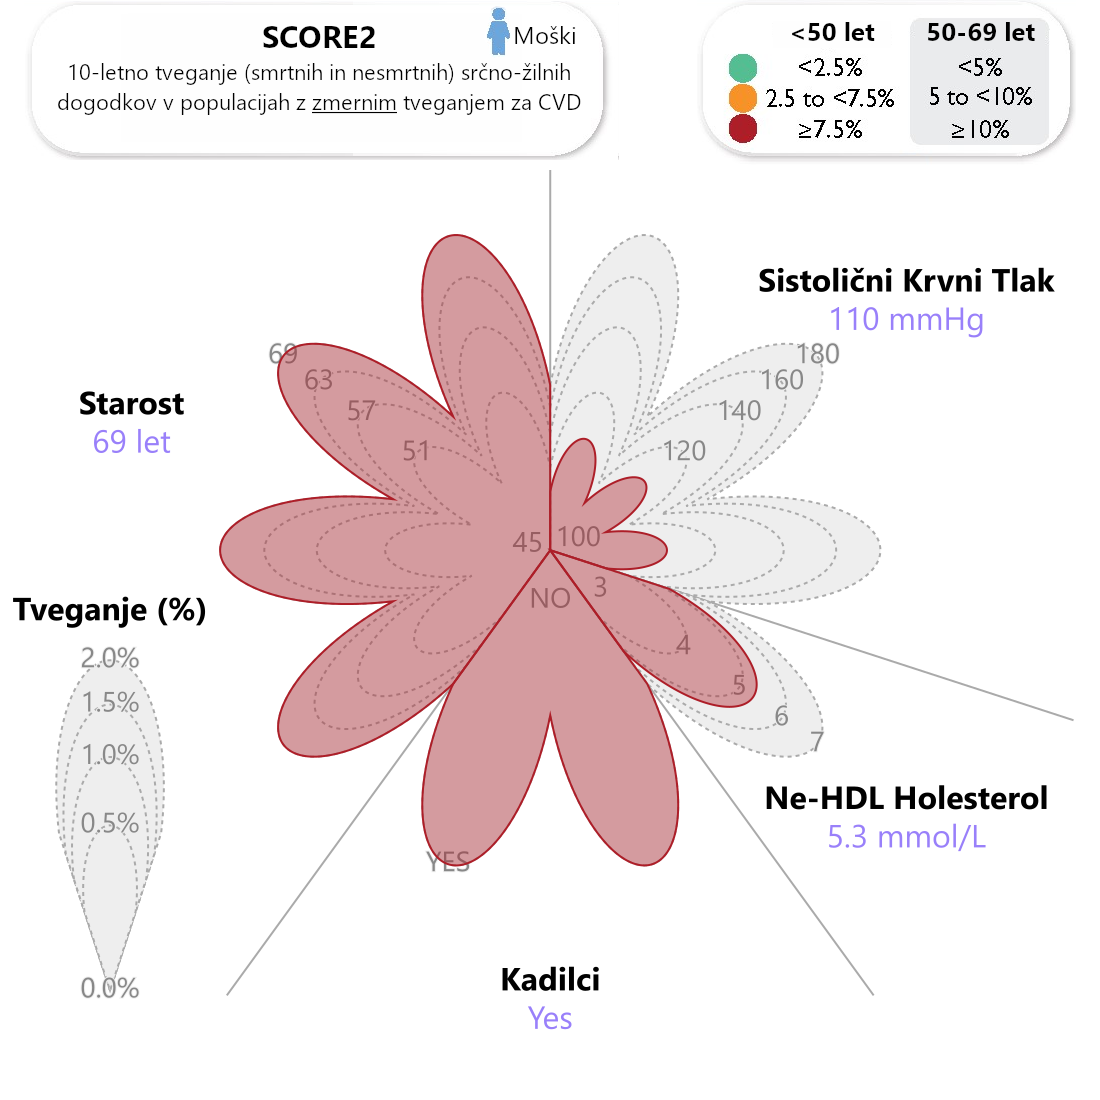 SCORE2
Moški
10-letno tveganje (smrtnih in nesmrtnih) srčno-žilnih
dogodkov v populacijah z zmernim tveganjem za CVD
<50 let
50-69 let
<2.5%
<5%
2.5 to <7.5%
5 to <10%
≥7.5%
≥10%
Sistolični Krvni Tlak
110 mmHg
180
160
140
120
100
Starost
69 let
69
63
57
51
45
NO
3
4
5
6
7
Tveganje (%)
2.0%
1.5%
1.0%
0.5%
0.0%
Ne-HDL Holesterol
5.3 mmol/L
YES
Kadilci
Yes